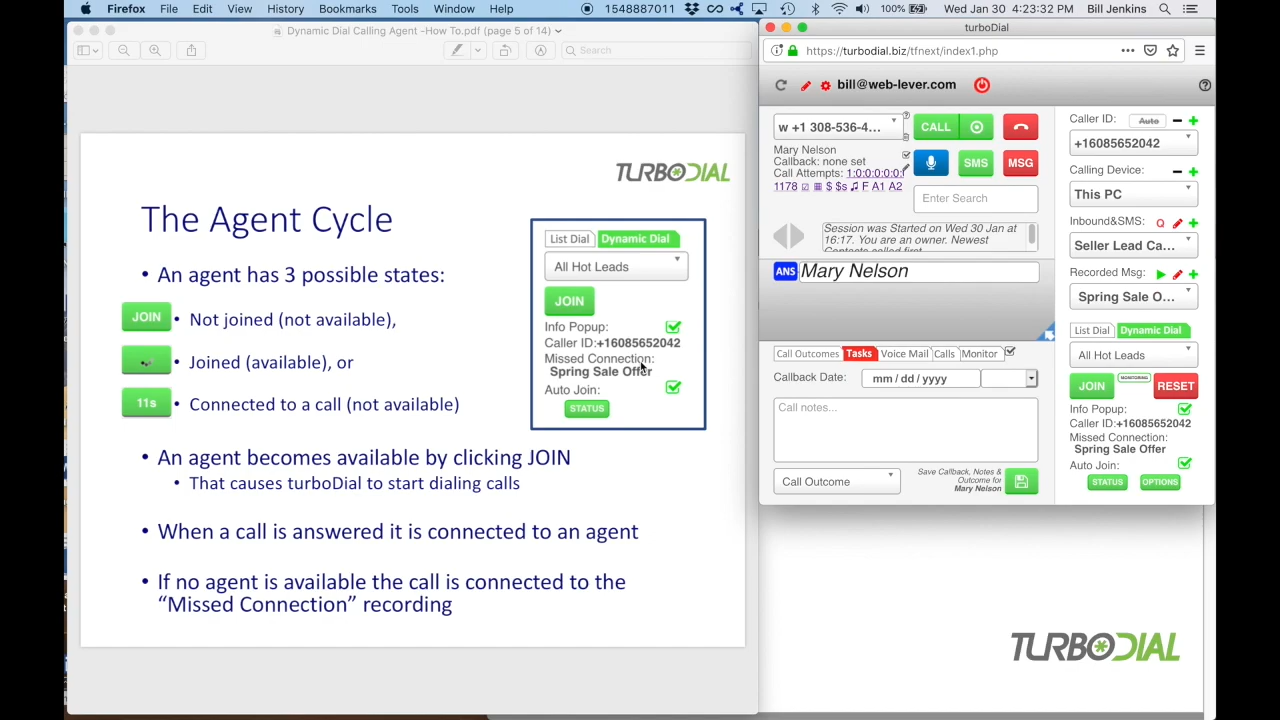 Firefox File Edit View History Bookmarks Tools Window Help 1548887011 100% Wed Jan 30 4:23:32 PM Bill Jenkins
Dynamic Dial Calling Agent -How To.pdf (page 5 of 14)
Search
TURBODIAL
The Agent Cycle
• An agent has 3 possible states:
JOIN • Not joined (not available),
• Joined (available), or
11s • Connected to a call (not available)
• An agent becomes available by clicking JOIN
• That causes turboDial to start dialing calls
• When a call is answered it is connected to an agent
• If no agent is available the call is connected to the
“Missed Connection” recording
List Dial Dynamic Dial
All Hot Leads
JOIN
Info Popup:
Caller ID:+16085652042
Missed Connection:
Spring Sale Offer
Auto Join:
STATUS
turboDial
https://turbodial.biz/tfnext/index1.php
bill@web-lever.com
w +1 308-536-4...
CALL
Mary Nelson
Callback: none set
Call Attempts: 1:0:0:0:0:0:
1178 $ $s F A1 A2
SMS MSG
Enter Search
Session was Started on Wed 30 Jan at
16:17. You are an owner. Newest
Contacts called first.
ANS Mary Nelson
Call Outcomes Tasks Voice Mail Calls Monitor
Callback Date: mm / dd / yyyy
Call notes...
Call Outcome
Save Callback, Notes &
Outcome for
Mary Nelson
Caller ID: Auto
+16085652042
Calling Device:
This PC
Inbound&SMS: Q
Seller Lead Ca...
Recorded Msg:
Spring Sale O...
List Dial Dynamic Dial
All Hot Leads
JOIN MONITORING RESET
Info Popup:
Caller ID:+16085652042
Missed Connection:
Spring Sale Offer
Auto Join:
STATUS OPTIONS
TURBODIAL